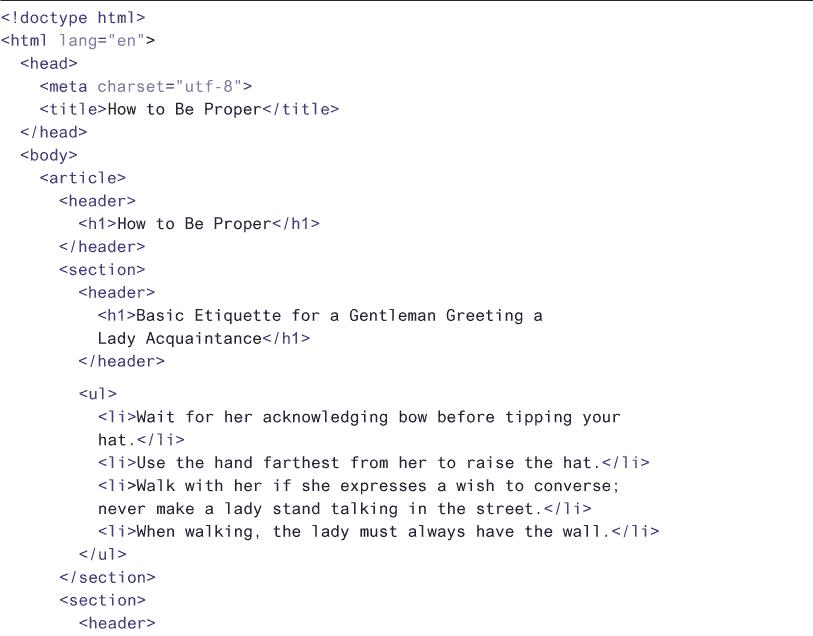 <!doctype html>
<html lang="en">
<head>
<meta charset="utf-8">
<title>How to Be Proper</title>
</head>
<body>
<article>
<header>
<h1>How to Be Proper</h1>
</header>
<section>
<header>
<h1>Basic Etiquette for a Gentleman Greeting a
Lady Acquaintance</h1>
</header>
<ul>
<li>Wait for her acknowledging bow before tipping your
hat.</li>
<li>Use the hand farthest from her to raise the hat.</li>
<li>Walk with her if she expresses a wish to converse;
never make a lady stand talking in the street.</li>
<li>When walking, the lady must always have the wall.</li>
</ul>
</section>
<section>
<header>